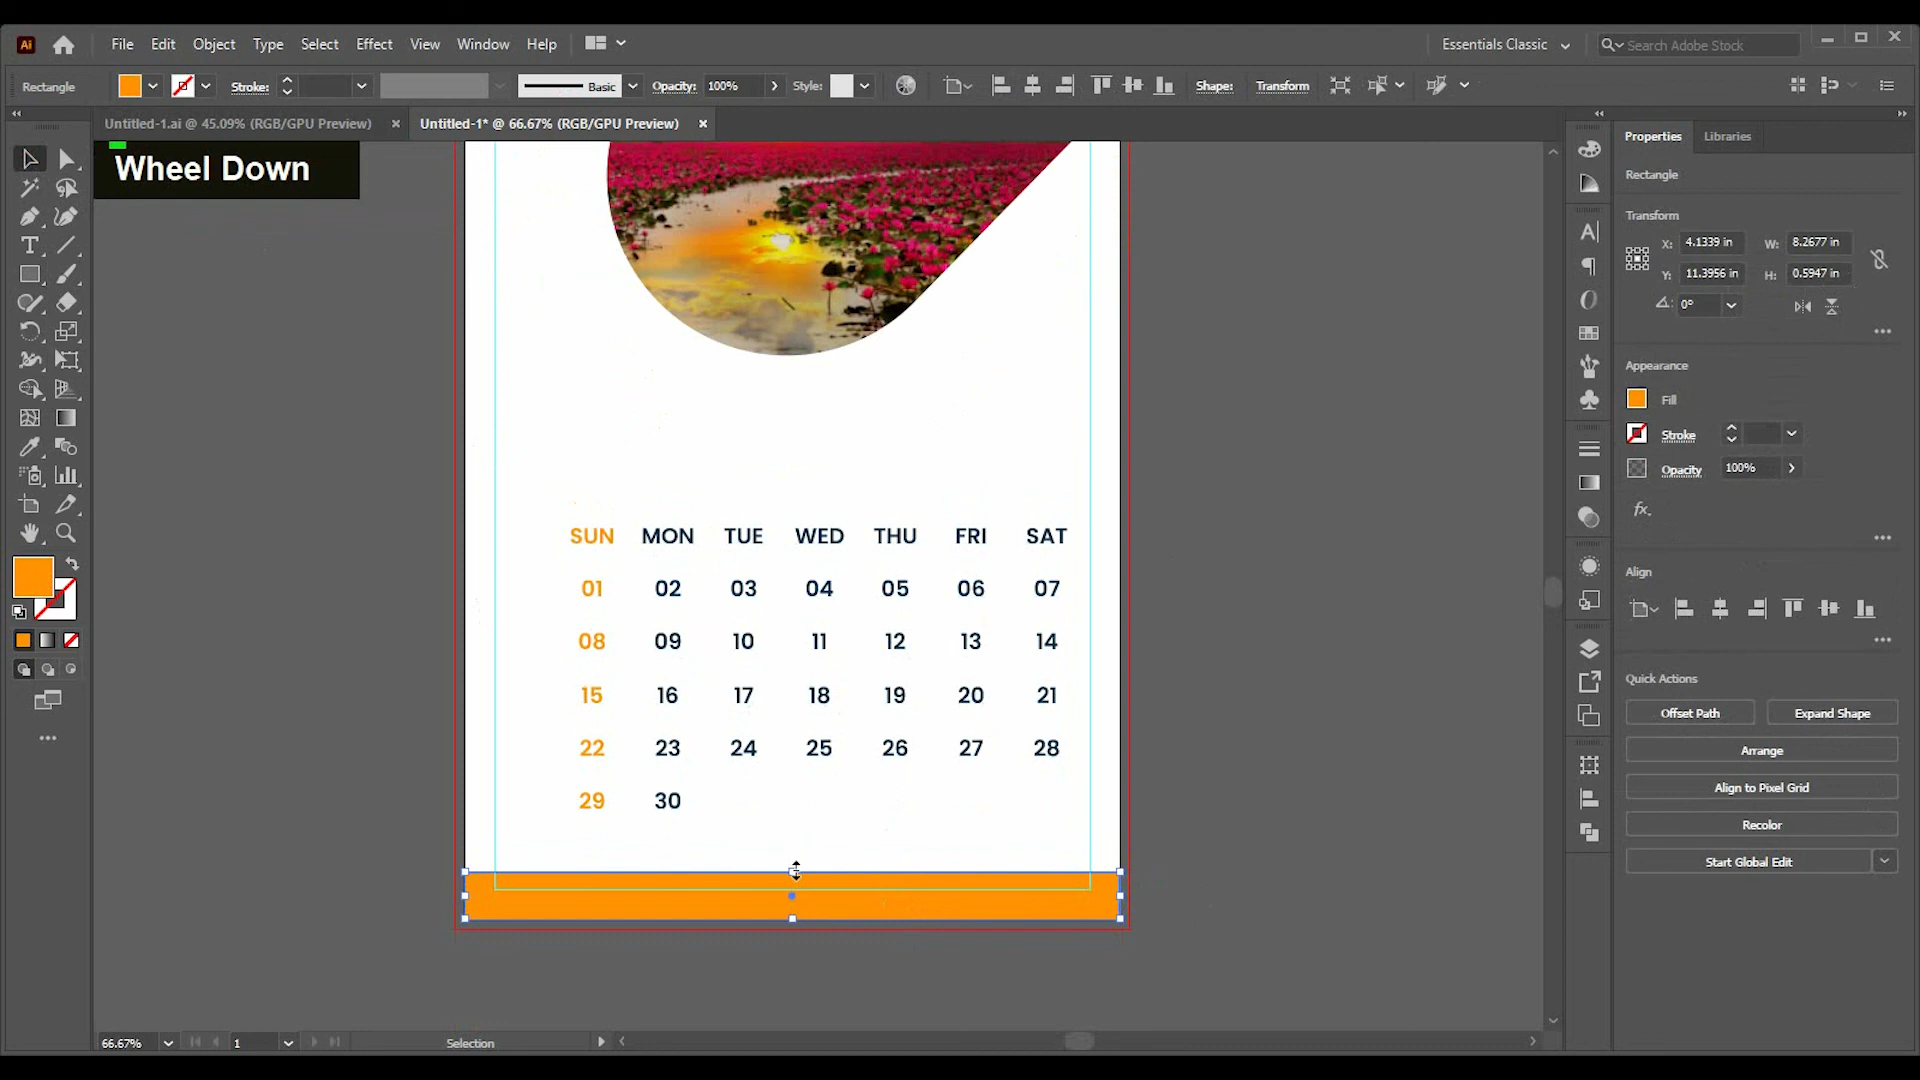 Ai File Edit Object Type Select Effect View Window Help Essentials Classic Search Adobe Stock
Rectangle Stroke: Basic Opacity: 100% Style: Shape: Transform
Untitled-1.ai @ 45.09% (RGB/GPU Preview) × Untitled-1* @ 66.67% (RGB/GPU Preview) ×
Wheel Down
Properties Libraries
Rectangle
Transform
X: 4.1339 in W: 8.2677 in
Y: 11.3956 in H: 0.5947 in
0°
Appearance
Fill
Stroke
Opacity 100%
fx.
Align
Quick Actions
Offset Path Expand Shape
Arrange
Align to Pixel Grid
Recolor
Start Global Edit
SUN MON TUE WED THU FRI SAT
01 02 03 04 05 06 07
08 09 10 11 12 13 14
15 16 17 18 19 20 21
22 23 24 25 26 27 28
29 30
66.67% 1 Selection